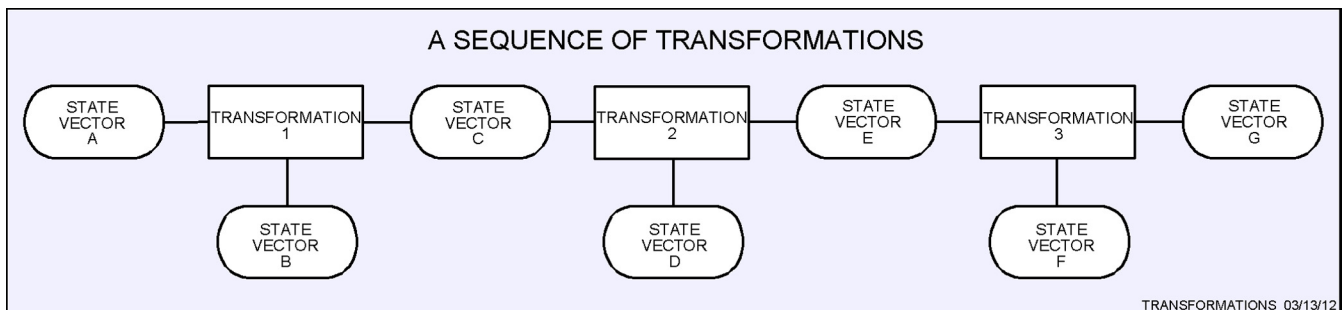 A SEQUENCE OF TRANSFORMATIONS
STATE
VECTOR
A
TRANSFORMATION
1
STATE
VECTOR
C
TRANSFORMATION
2
STATE
VECTOR
E
TRANSFORMATION
3
STATE
VECTOR
G
STATE
VECTOR
B
STATE
VECTOR
D
STATE
VECTOR
F
TRANSFORMATIONS 03/13/12